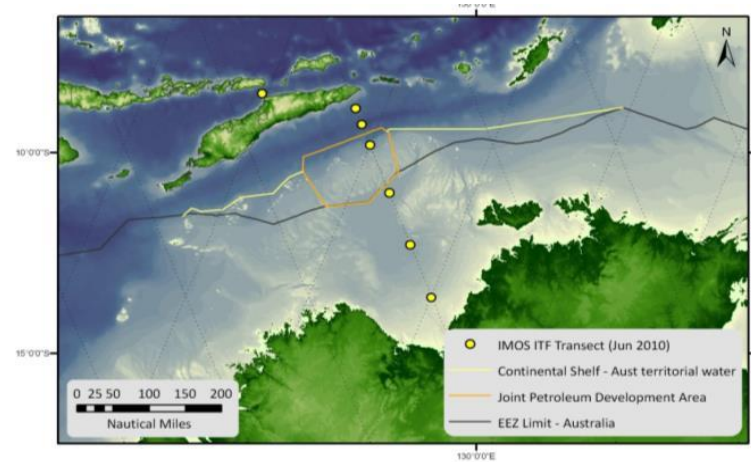 N
10°0'0"S
15°0'0"S
IMOS ITF Transect (Jun 2010)
Continental Shelf - Aust territorial water
Joint Petroleum Development Area
EEZ Limit - Australia
0 25 50 100 150 200
Nautical Miles
130°0'0"E